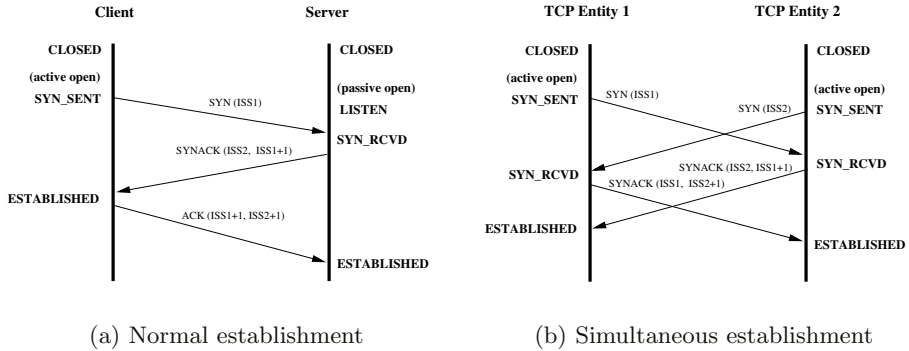 Client Server
CLOSED CLOSED
(active open)
SYN_SENT
(passive open)
LISTEN
SYN (ISS1)
SYN_RCVD
SYNACK (ISS2, ISS1+1)
ESTABLISHED
ACK (ISS1+1, ISS2+1)
ESTABLISHED
(a) Normal establishment
TCP Entity 1 TCP Entity 2
CLOSED CLOSED
(active open)
SYN_SENT
(active open)
SYN_SENT
SYN (ISS1)
SYN (ISS2)
SYN_RCVD
SYNACK (ISS2, ISS1+1)
SYN_RCVD
SYNACK (ISS1, ISS2+1)
ESTABLISHED
ESTABLISHED
(b) Simultaneous establishment